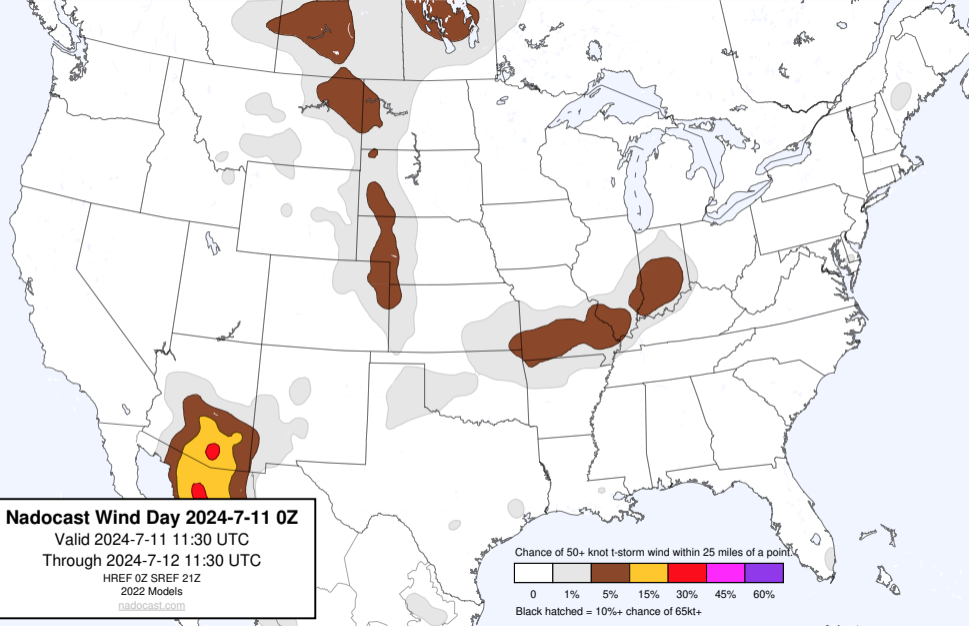 Nadocast Wind Day 2024-7-11 0Z
Valid 2024-7-11 11:30 UTC
Through 2024-7-12 11:30 UTC
HREF 0Z SREF 21Z
2022 Models
nadocast.com
Chance of 50+ knot t-storm wind within 25 miles of a point.
0 1% 5% 15% 30% 45% 60%
Black hatched = 10%+ chance of 65kt+